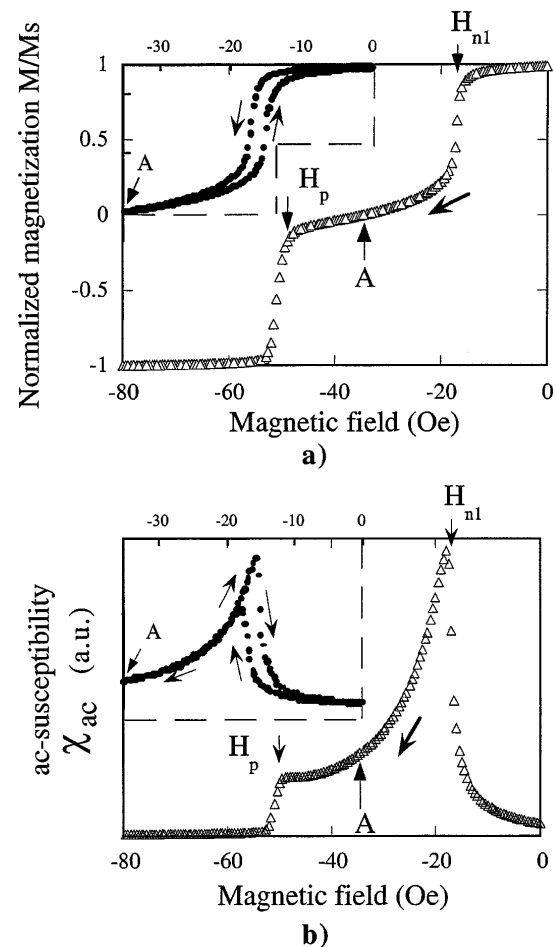 -30 -20 -10 0
H n1
1
0.5
A
0
H p
A
-0.5
-1
-80 -60 -40 -20 0
Normalized magnetization M/Ms
Magnetic field (Oe)
a)
H n1
-30 -20 -10 0
A
H p
A
-80 -60 -40 -20 0
ac-susceptibility
χac (a.u.)
Magnetic field (Oe)
b)